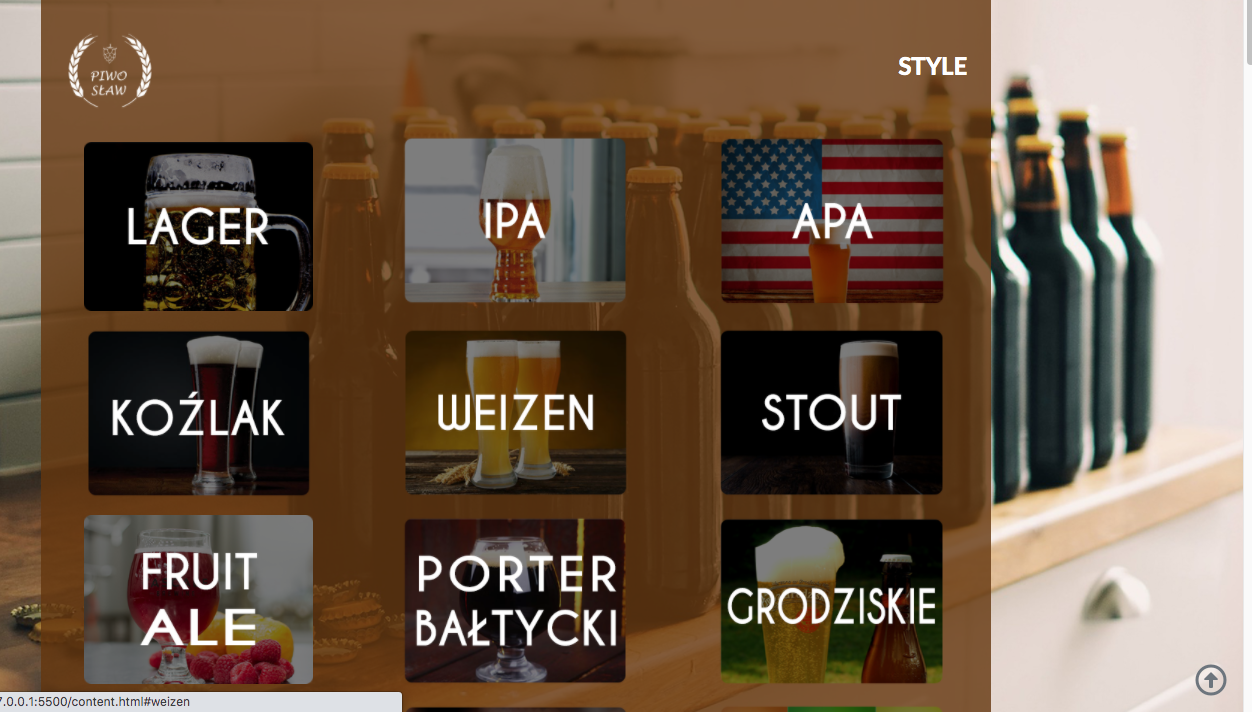 PIWO
SŁAW
STYLE
LAGER
IPA
APA
KOŹLAK
WEIZEN
STOUT
FRUIT
ALE
PORTER
BAŁTYCKI
GRODZISKIE
7.0.0.1:5500/content.html#weizen